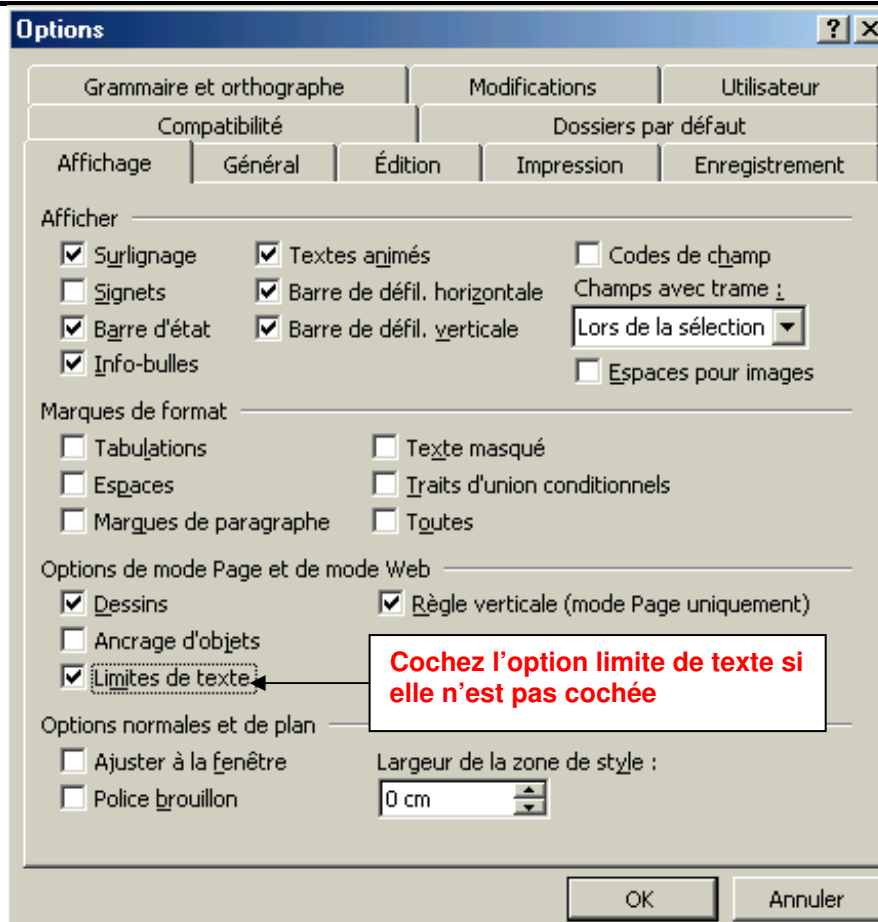 Options
Grammaire et orthographe Modifications Utilisateur
Compatibilité Dossiers par défaut
Affichage Général Édition Impression Enregistrement
Afficher
Surlignage Textes animés Codes de champ
Signets Barre de défil. horizontale Champs avec trame :
Barre d'état Barre de défil. verticale Lors de la sélection
Info-bulles Espaces pour images
Marques de format
Tabulations Texte masqué
Espaces Traits d'union conditionnels
Marques de paragraphe Toutes
Options de mode Page et de mode Web
Dessins Règle verticale (mode Page uniquement)
Ancrage d'objets
Limites de texte
Cochez l’option limite de texte si
elle n’est pas cochée
Options normales et de plan
Ajuster à la fenêtre Largeur de la zone de style :
Police brouillon 0 cm
OK Annuler